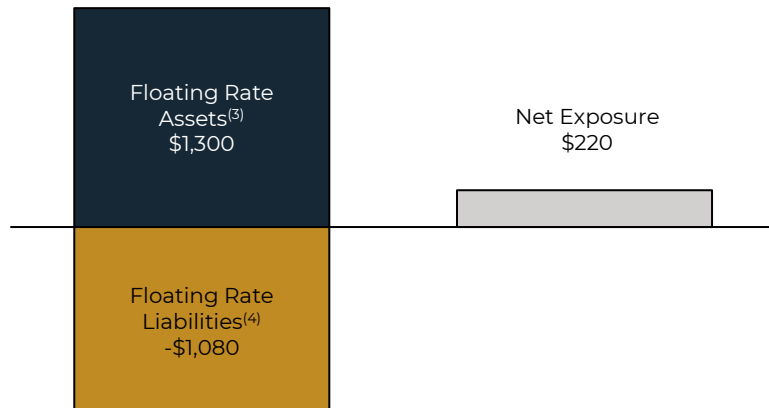 Floating Rate
Assets(3)
$1,300
Net Exposure
$220
Floating Rate
Liabilities(4)
-$1,080